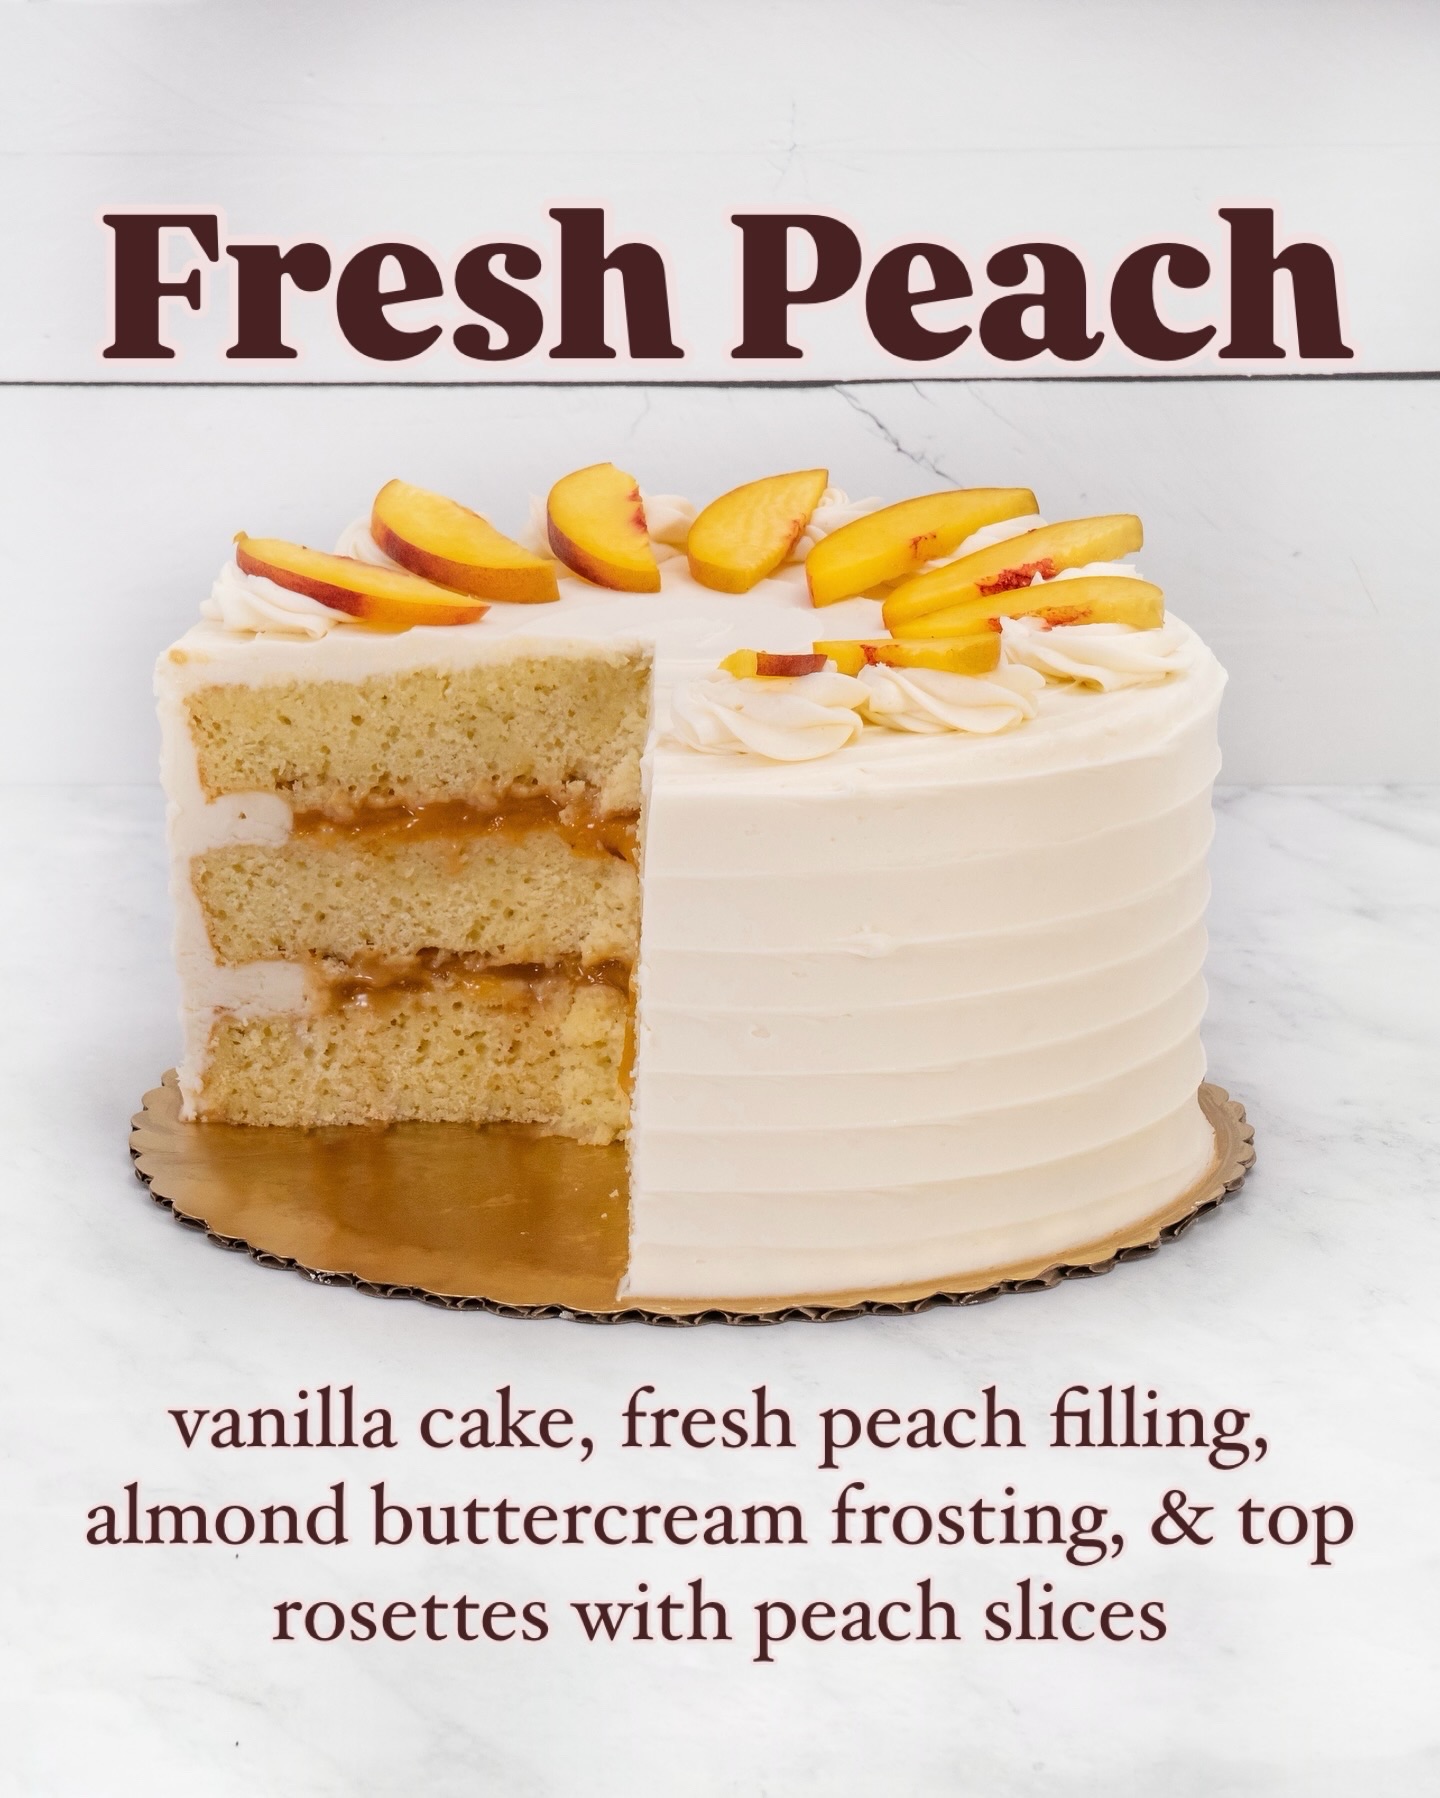 Fresh Peach
vanilla cake, fresh peach filling,
almond buttercream frosting, & top
rosettes with peach slices